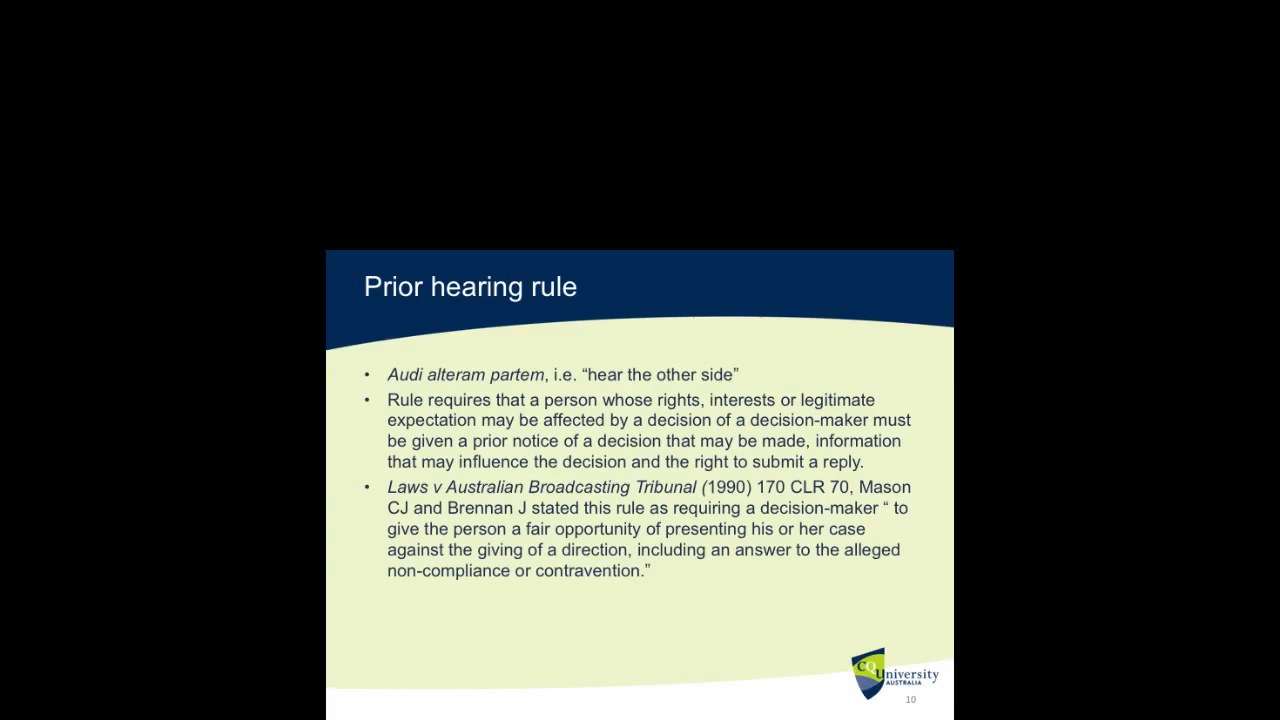 Prior hearing rule
• Audi alteram partem, i.e. “hear the other side”
• Rule requires that a person whose rights, interests or legitimate
expectation may be affected by a decision of a decision-maker must
be given a prior notice of a decision that may be made, information
that may influence the decision and the right to submit a reply.
• Laws v Australian Broadcasting Tribunal (1990) 170 CLR 70, Mason
CJ and Brennan J stated this rule as requiring a decision-maker “ to
give the person a fair opportunity of presenting his or her case
against the giving of a direction, including an answer to the alleged
non-compliance or contravention.”
CQUniversity
AUSTRALIA
10